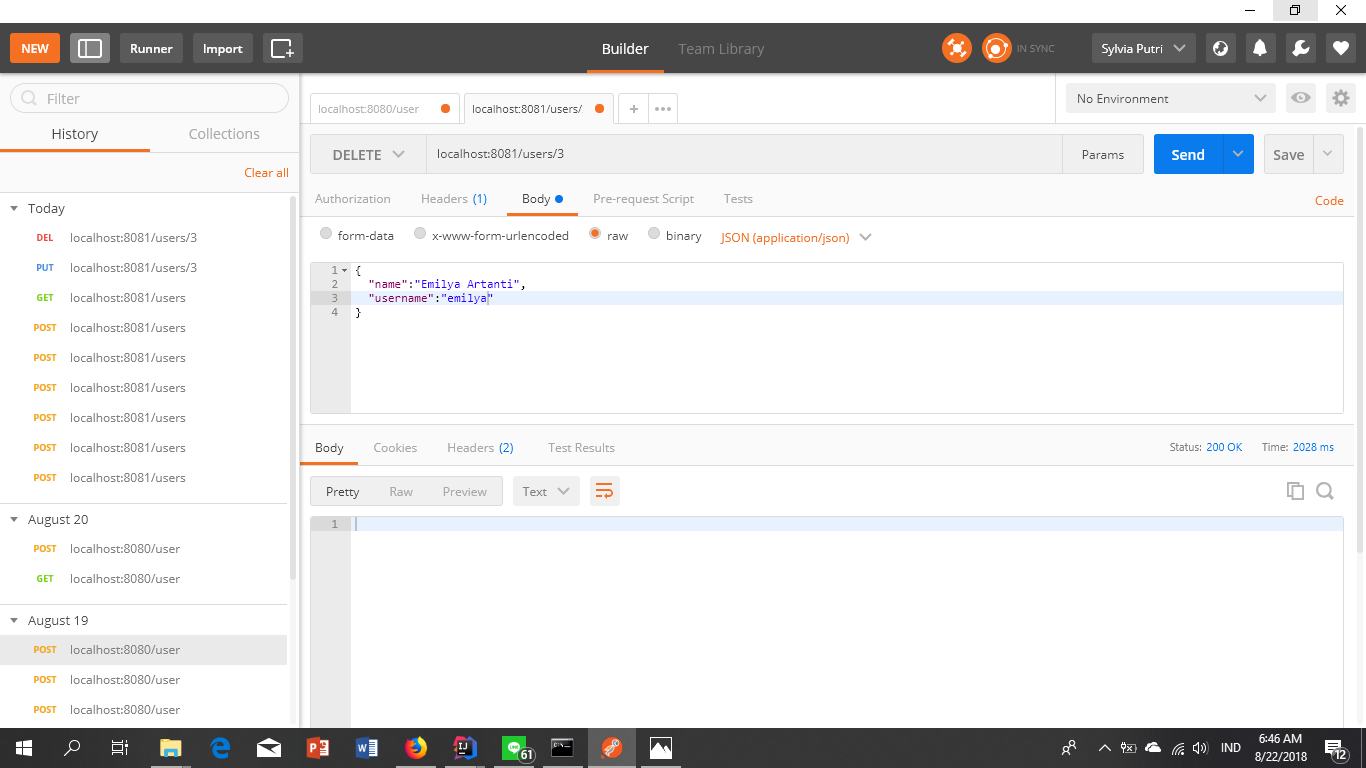 NEW
Runner
Import
Builder
Team Library
IN SYNC
Sylvia Putri
Filter
History
Collections
Clear all
Today
DEL localhost:8081/users/3
PUT localhost:8081/users/3
GET localhost:8081/users
POST localhost:8081/users
POST localhost:8081/users
POST localhost:8081/users
POST localhost:8081/users
POST localhost:8081/users
POST localhost:8081/users
August 20
POST localhost:8080/user
GET localhost:8080/user
August 19
POST localhost:8080/user
POST localhost:8080/user
POST localhost:8080/user
localhost:8080/user
localhost:8081/users/
No Environment
DELETE
localhost:8081/users/3
Params
Send
Save
Authorization
Headers (1)
Body
Pre-request Script
Tests
Code
form-data
x-www-form-urlencoded
raw
binary
JSON (application/json)
1 {
2 "name":"Emilya Artanti",
3 "username":"emilya"
4 }
Body
Cookies
Headers (2)
Test Results
Status: 200 OK
Time: 2028 ms
Pretty
Raw
Preview
Text
1
61
IND
6:46 AM
8/22/2018
12